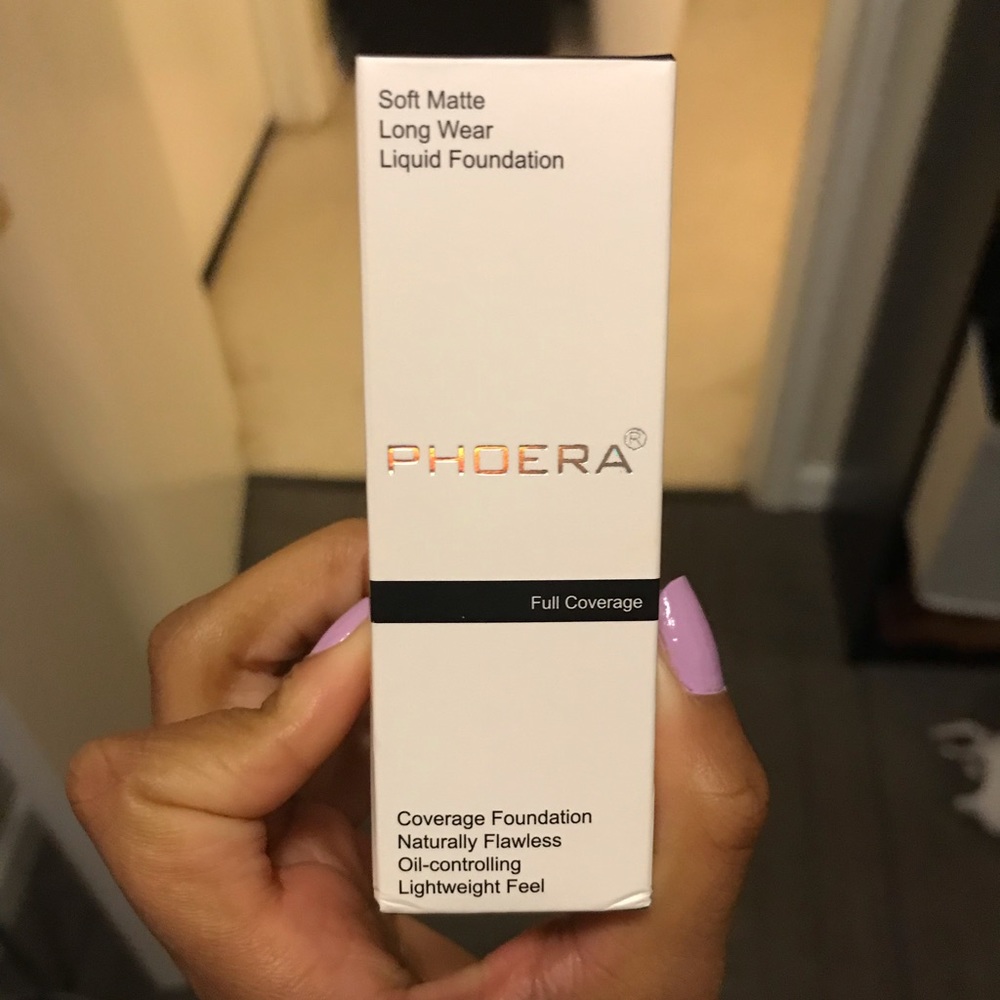 Soft Matte
Long Wear
Liquid Foundation
PHOERA®
Full Coverage
Coverage Foundation
Naturally Flawless
Oil-controlling
Lightweight Feel